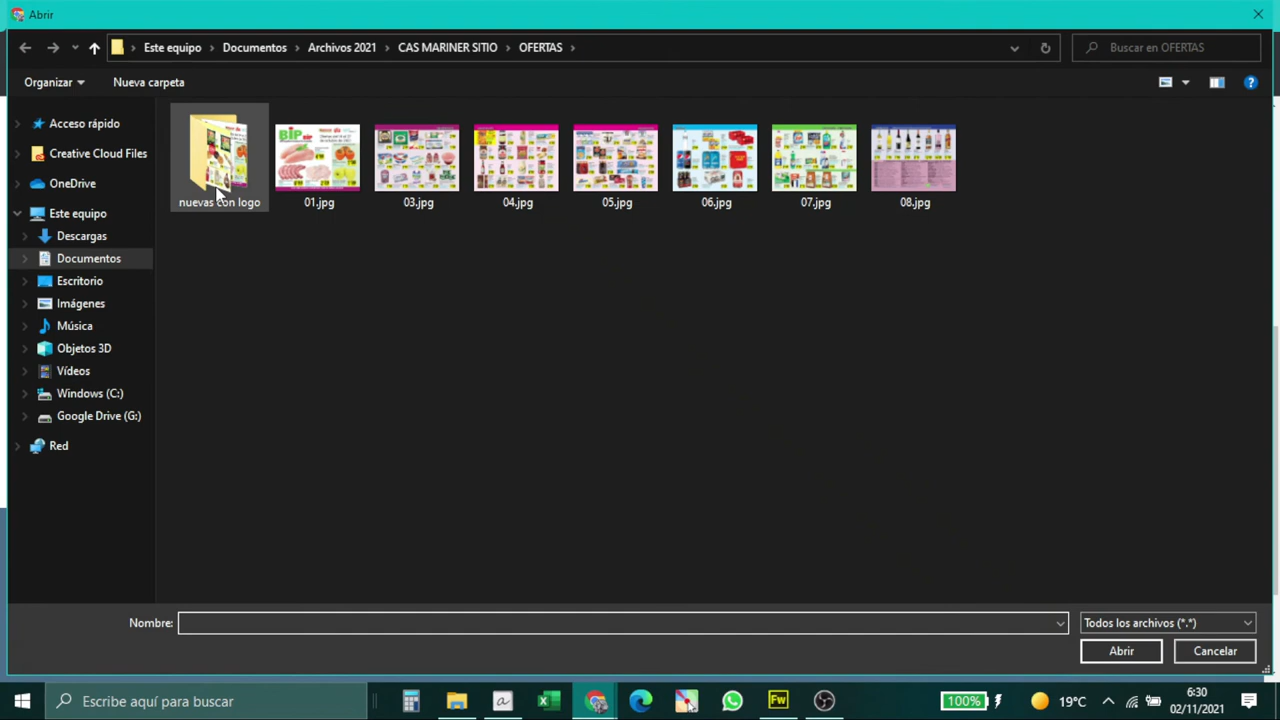 Abrir
Este equipo › Documentos › Archivos 2021 › CAS MARINER SITIO › OFERTAS ›
Buscar en OFERTAS
Organizar
Nueva carpeta
Acceso rápido
Creative Cloud Files
OneDrive
Este equipo
Descargas
Documentos
Escritorio
Imágenes
Música
Objetos 3D
Vídeos
Windows (C:)
Google Drive (G:)
Red
nuevas con logo
01.jpg
03.jpg
04.jpg
05.jpg
06.jpg
07.jpg
08.jpg
BIP
Nombre:
Todos los archivos (*.*)
Abrir
Cancelar
Escribe aquí para buscar
Fw
100%
19°C
6:30
02/11/2021